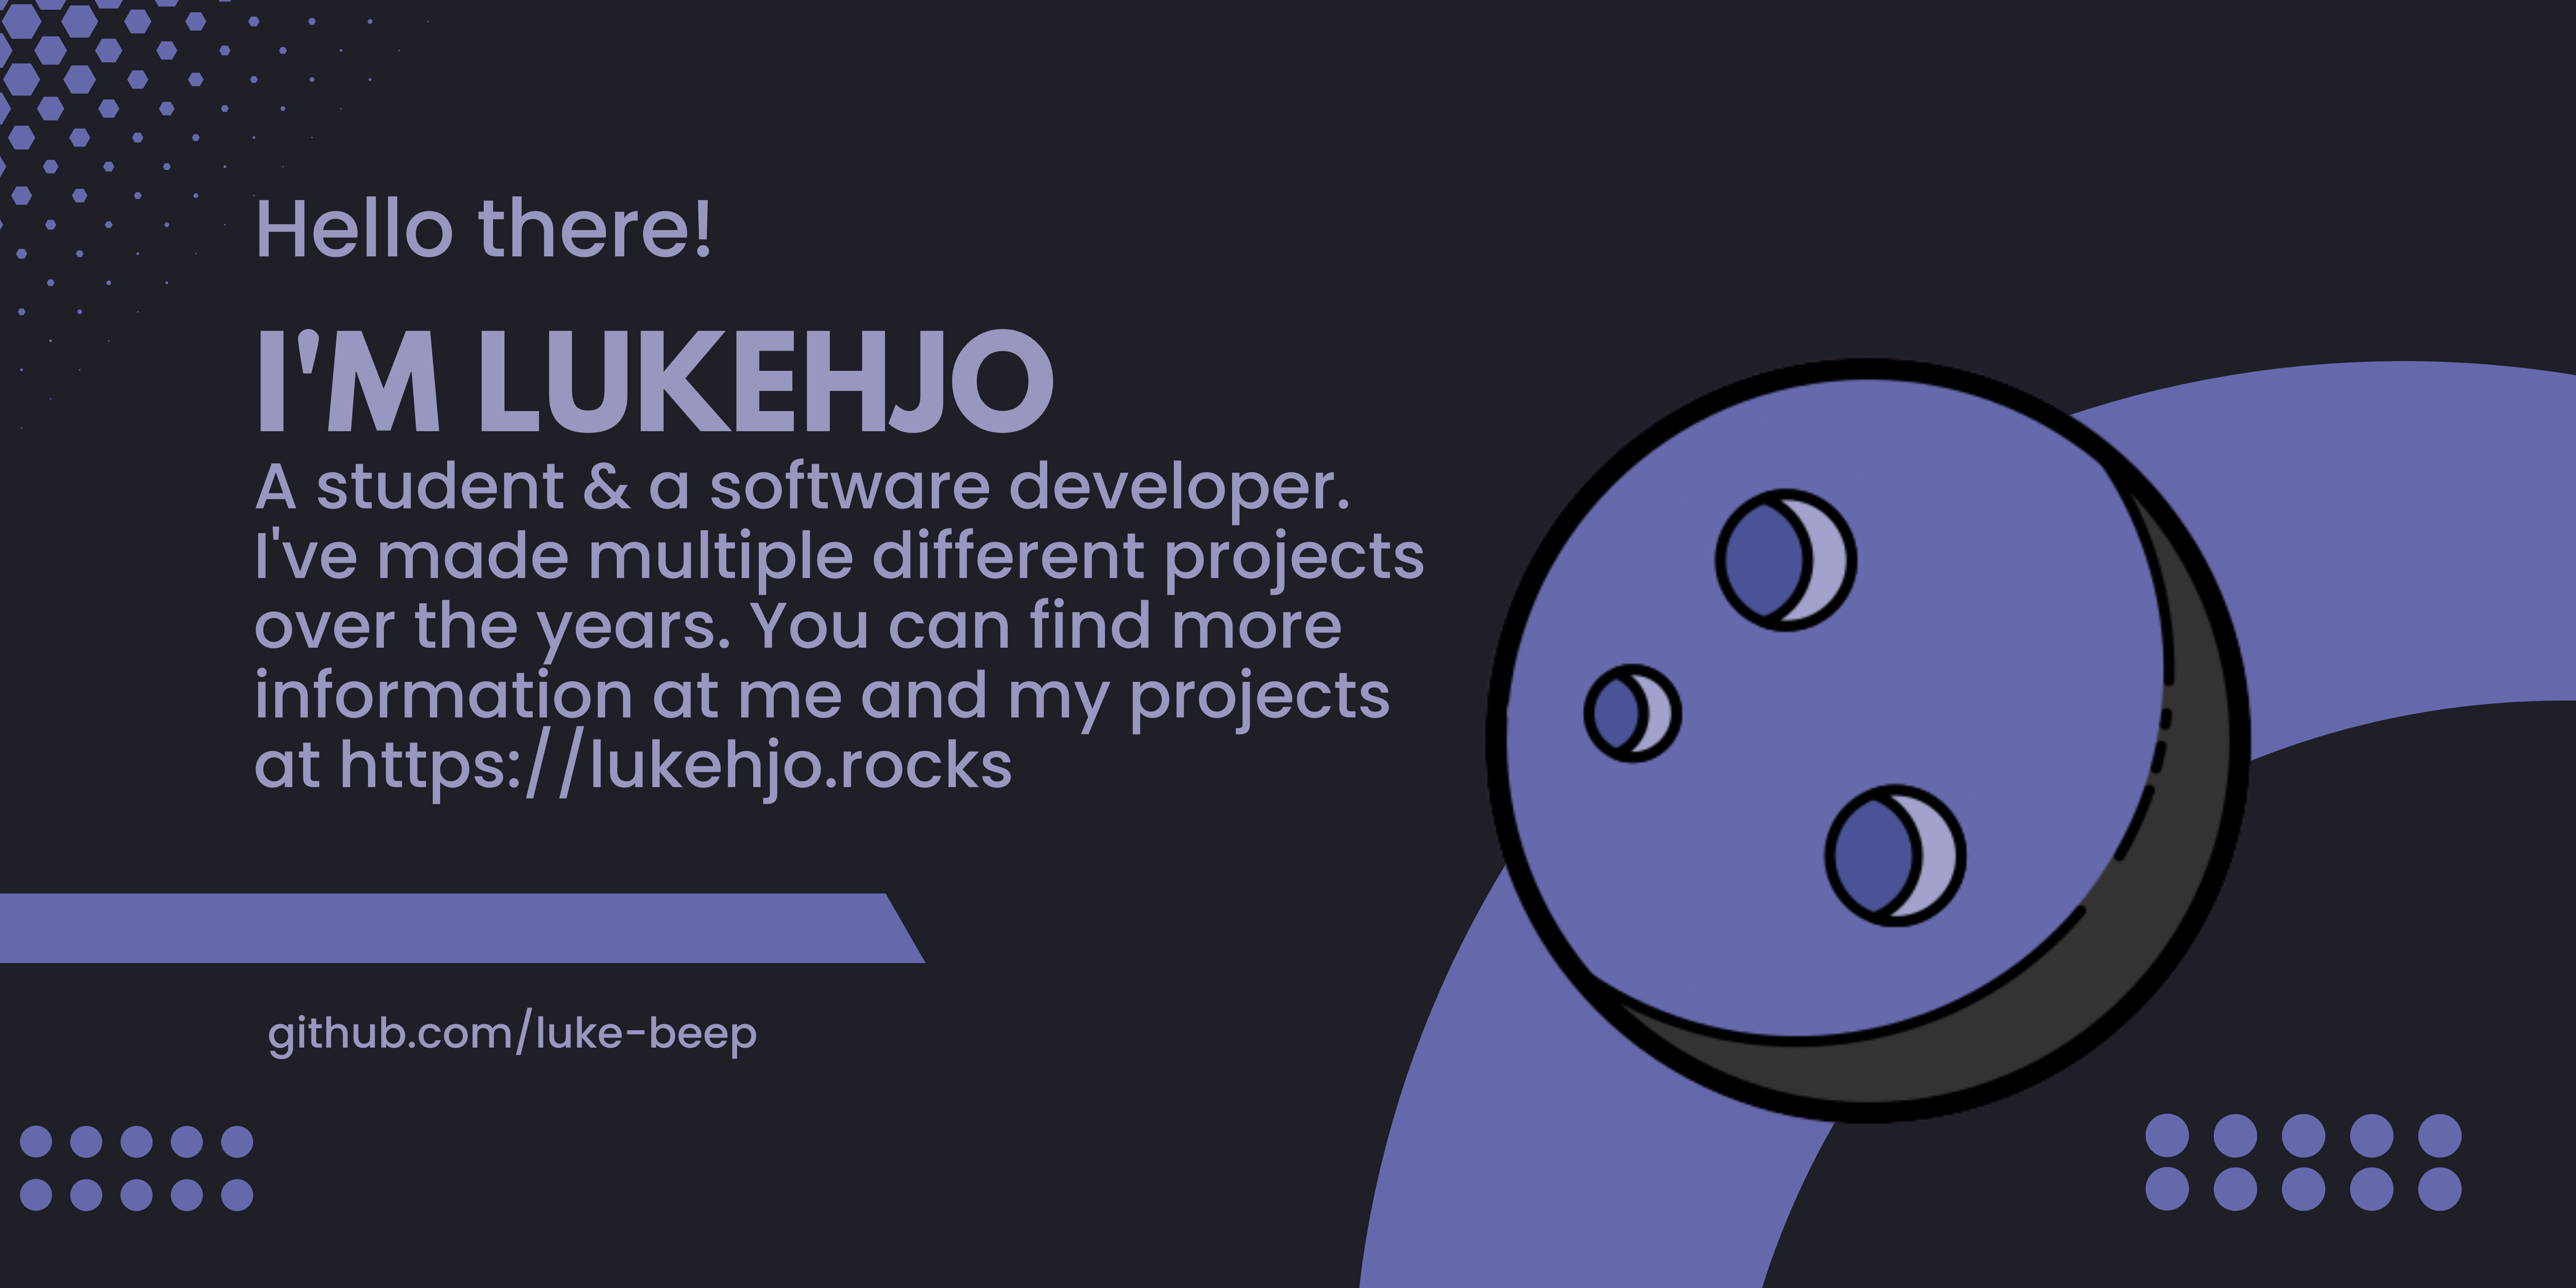 Hello there!
I'M LUKEHJO
A student & a software developer.
I've made multiple different projects
over the years. You can find more
information at me and my projects
at https://lukehjo.rocks
github.com/luke-beep